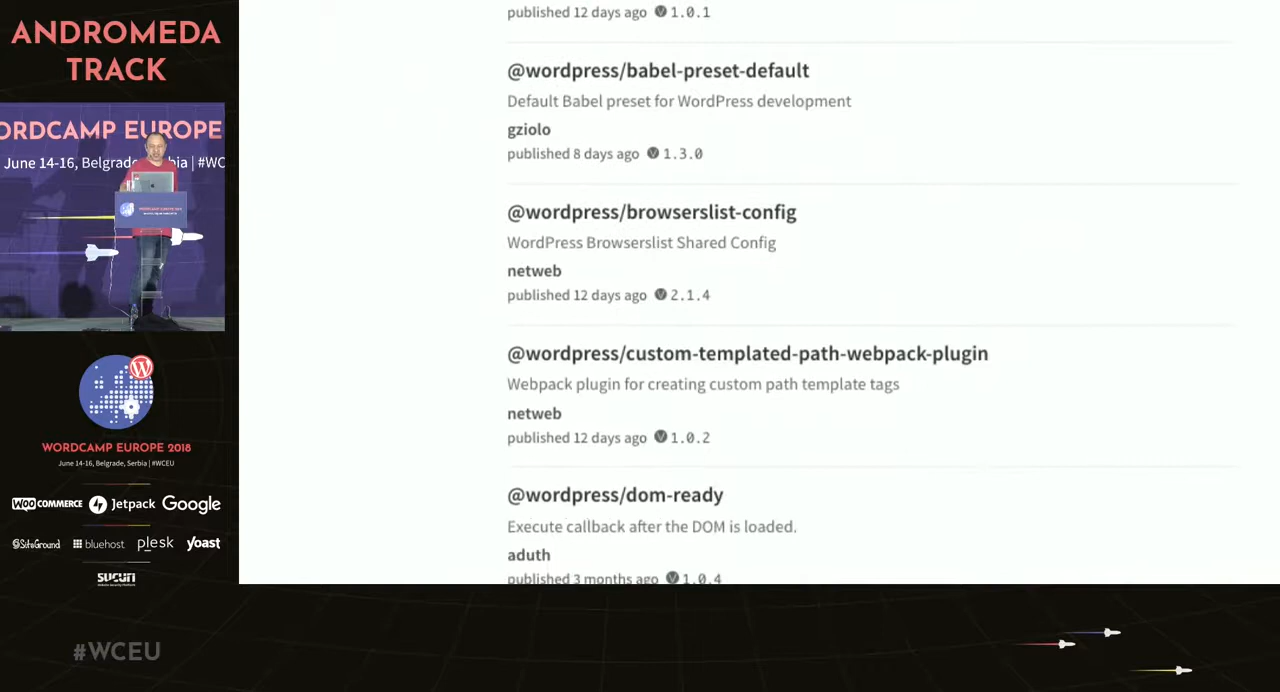 ANDROMEDA
TRACK
ORDCAMP EUROPE
June 14-16, Belgrade, Serbia | #WC
WORDCAMP EUROPE 2018
June 14-16, Belgrade, Serbia | #WCEU
WOO COMMERCE Jetpack Google
SiteGround bluehost plesk yoast
SUCURI
#WCEU
published 12 days ago 1.0.1
@wordpress/babel-preset-default
Default Babel preset for WordPress development
gziolo
published 8 days ago 1.3.0
@wordpress/browserslist-config
WordPress Browserslist Shared Config
netweb
published 12 days ago 2.1.4
@wordpress/custom-templated-path-webpack-plugin
Webpack plugin for creating custom path template tags
netweb
published 12 days ago 1.0.2
@wordpress/dom-ready
Execute callback after the DOM is loaded.
aduth
published 3 months ago 1.0.4